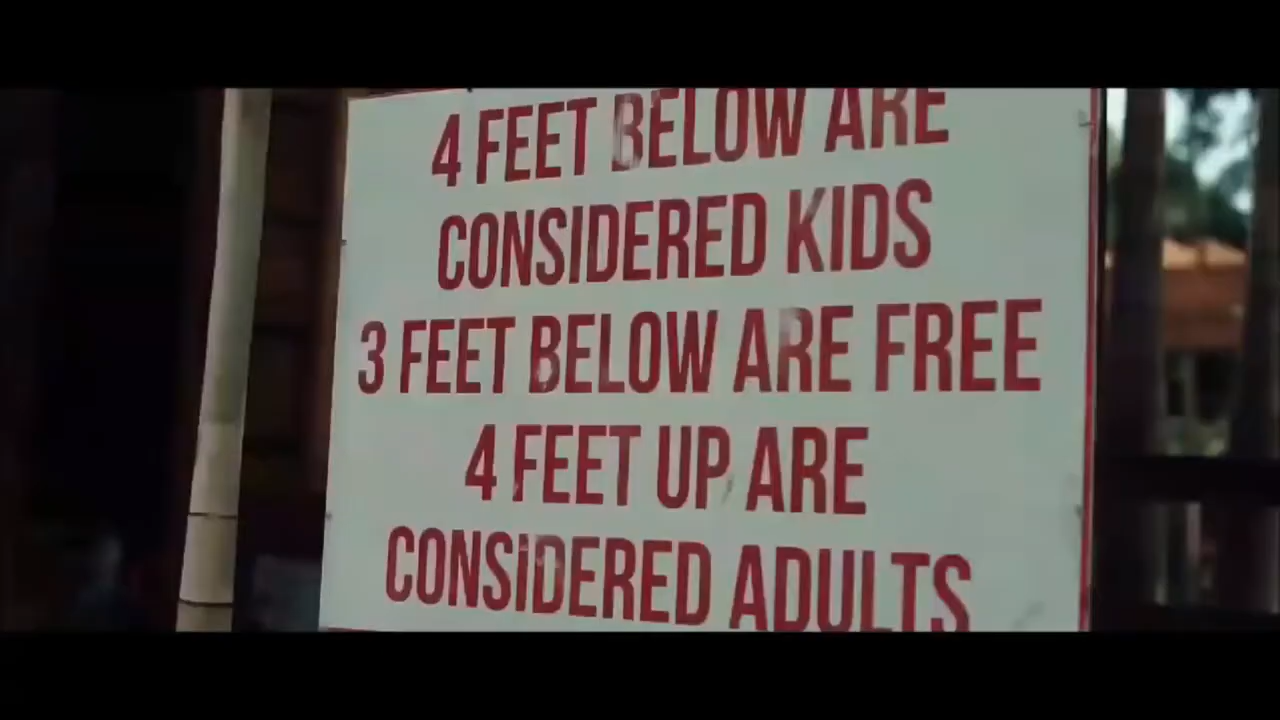 4 FEET BELOW ARE
CONSIDERED KIDS
3 FEET BELOW ARE FREE
4 FEET UP ARE
CONSIDERED ADULTS